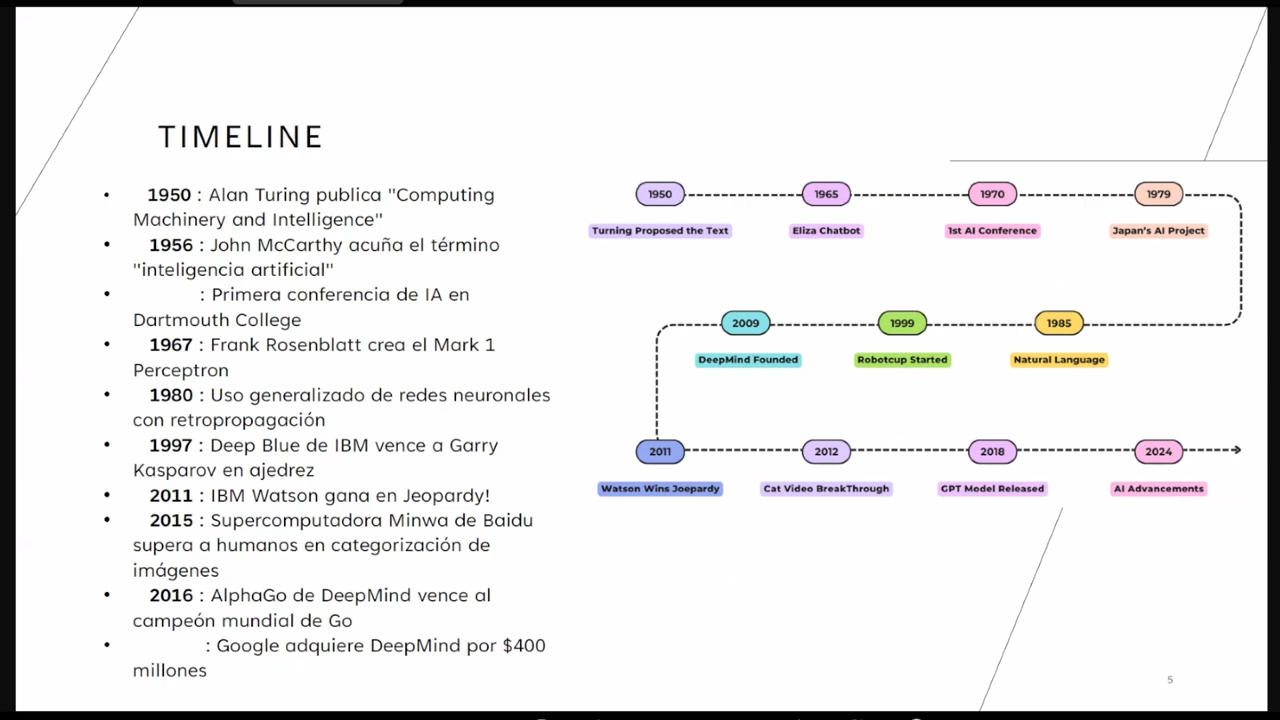 TIMELINE
• 1950 : Alan Turing publica "Computing
Machinery and Intelligence"
• 1956 : John McCarthy acuña el término
"inteligencia artificial"
• : Primera conferencia de IA en
Dartmouth College
• 1967 : Frank Rosenblatt crea el Mark 1
Perceptron
• 1980 : Uso generalizado de redes neuronales
con retropropagación
• 1997 : Deep Blue de IBM vence a Garry
Kasparov en ajedrez
• 2011 : IBM Watson gana en Jeopardy!
• 2015 : Supercomputadora Minwa de Baidu
supera a humanos en categorización de
imágenes
• 2016 : AlphaGo de DeepMind vence al
campeón mundial de Go
• : Google adquiere DeepMind por $400
millones
1950 1965 1970 1979
Turning Proposed the Text Eliza Chatbot 1st AI Conference Japan's AI Project
2009 1999 1985
DeepMind Founded Robotcup Started Natural Language
2011 2012 2018 2024
Watson Wins Joepardy Cat Video BreakThrough GPT Model Released AI Advancements
5